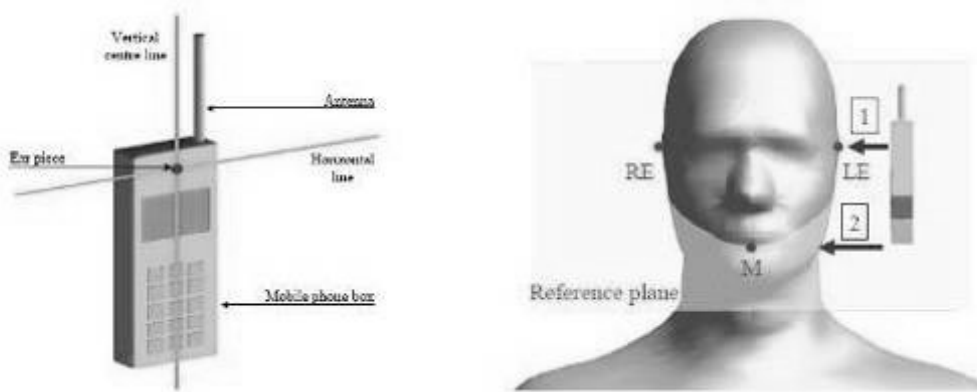 Vertical
centre line
Antenna
Ear piece
Horizontal
line
Mobile phone box
1
RE
LE
2
M
Reference plane